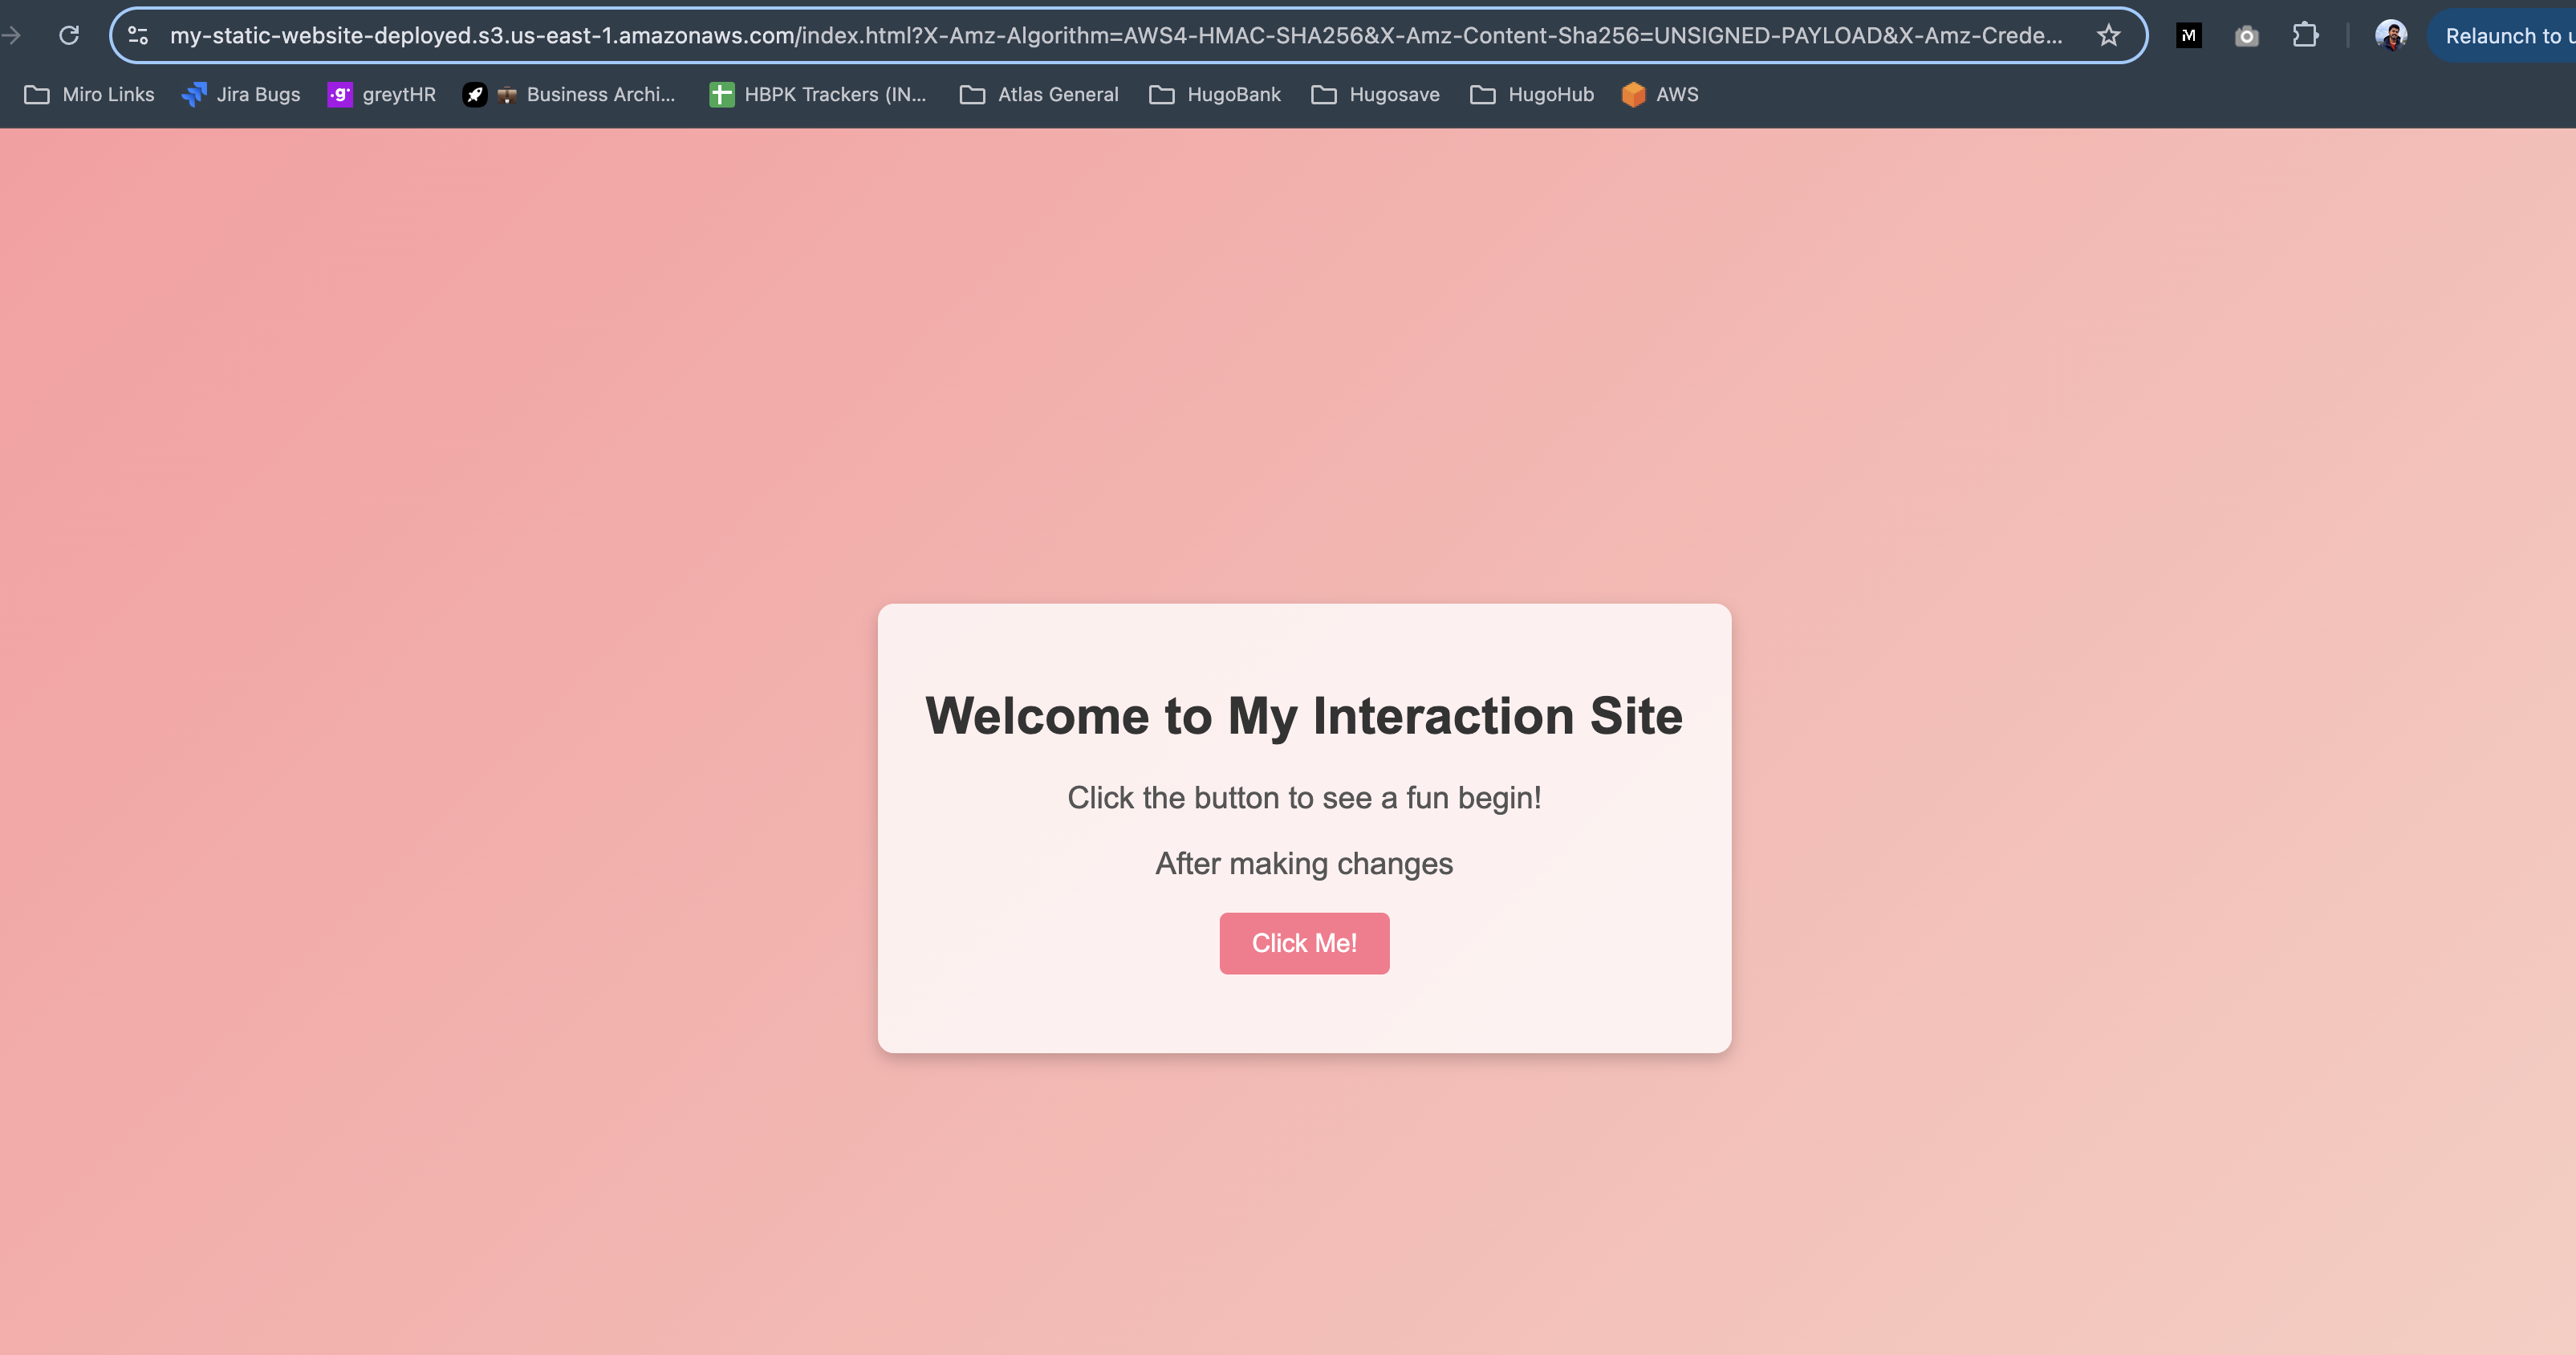 my-static-website-deployed.s3.us-east-1.amazonaws.com/index.html?X-Amz-Algorithm=AWS4-HMAC-SHA256&X-Amz-Content-Sha256=UNSIGNED-PAYLOAD&X-Amz-Crede...
Relaunch to u
Miro Links Jira Bugs .g' greytHR Business Archi... HBPK Trackers (IN... Atlas General HugoBank Hugosave HugoHub AWS
Welcome to My Interaction Site
Click the button to see a fun begin!
After making changes
Click Me!